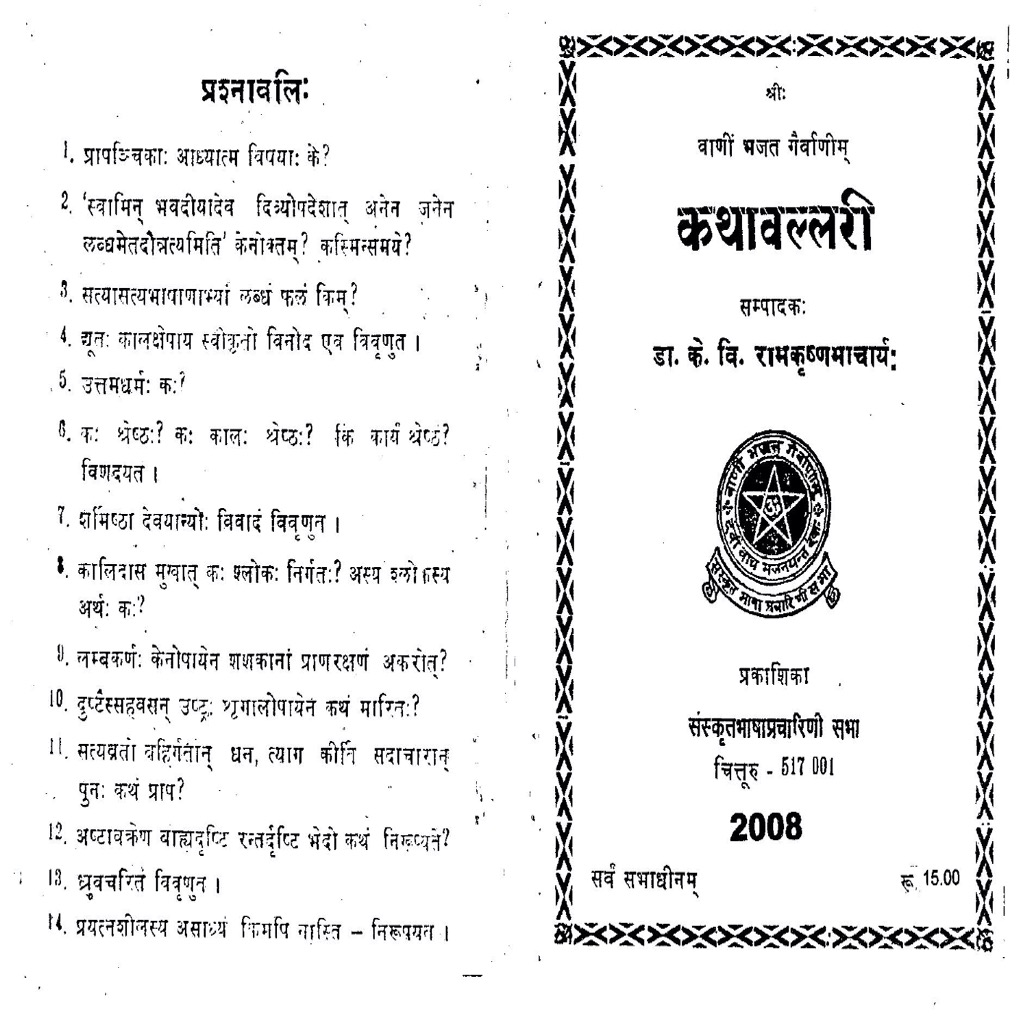 प्रश्नावलिः
1. प्रापञ्चिकाः आध्यात्म विषयाः के?
2. 'स्वामिन् भवदीयादेव दिव्योपदेशात् अनेन जनेन
लब्धमेतदौन्नत्यमिति' केनोक्तम्? कस्मिन्समये?
3. सत्यासत्यभाषाणाभ्यां लब्धं फलं किम्?
4. द्यूतः कालक्षेपाय स्वीकृतो विनोद एव विवृणुत ।
5. उत्तमधर्मः कः?
6. कः श्रेष्ठः? कः कालः श्रेष्ठः? किं कार्यं श्रेष्ठं?
विशदयत ।
7. शर्मिष्ठा देवयान्योः विवादं विवृणुत ।
8. कालिदास मुखात् कः श्लोकः निर्गतः? अस्य श्लोकस्य
अर्थः कः?
9. लम्बकर्णः केनोपायेन शशकानां प्राणरक्षणं अकरोत्?
10. दुष्टैस्सहवसन् उष्ट्रः शृगालोपायेन कथं मारितः?
11. सत्यव्रतो बहिर्गतान् धन, त्याग कीर्ति सदाचारान्
पुनः कथं प्राप?
12. अष्टावक्रेण बाह्यदृष्टि रन्तर्दृष्टि भेदो कथं निरूप्यते?
13. ध्रुवचरितं विवृणुत ।
14. प्रयत्नशीलस्य असाध्यं किमपि नास्ति – निरूपयत ।
श्रीः
वाणीं भजत गैर्वाणीम्
कथावल्लरी
सम्पादकः
डा. के. वि. रामकृष्णमाचार्यः
वाणीं भजत गैर्वाणीम्
संस्कृत भाषा प्रचारिणी सभा
प्रकाशिका
संस्कृतभाषाप्रचारिणी सभा
चित्तूरु - 517 001
2008
सर्वं सभाधीनम्
रू 15.00